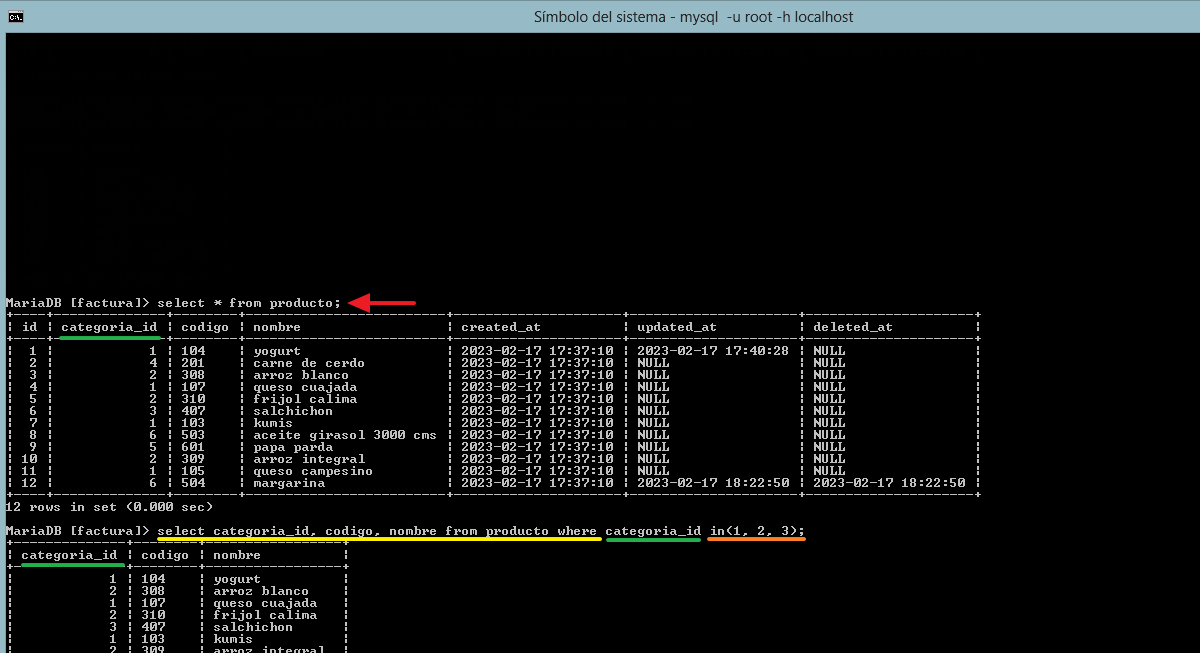 Símbolo del sistema - mysql -u root -h localhost
MariaDB [factura]> select * from producto;
| id | categoria_id | codigo | nombre | created_at | updated_at | deleted_at |
| 1 | 1 | 104 | yogurt | 2023-02-17 17:37:10 | 2023-02-17 17:40:28 | NULL |
| 2 | 4 | 201 | carne de cerdo | 2023-02-17 17:37:10 | NULL | NULL |
| 3 | 2 | 308 | arroz blanco | 2023-02-17 17:37:10 | NULL | NULL |
| 4 | 1 | 107 | queso cuajada | 2023-02-17 17:37:10 | NULL | NULL |
| 5 | 2 | 310 | frijol calima | 2023-02-17 17:37:10 | NULL | NULL |
| 6 | 3 | 407 | salchichon | 2023-02-17 17:37:10 | NULL | NULL |
| 7 | 1 | 103 | kumis | 2023-02-17 17:37:10 | NULL | NULL |
| 8 | 6 | 503 | aceite girasol 3000 cms | 2023-02-17 17:37:10 | NULL | NULL |
| 9 | 5 | 601 | papa parda | 2023-02-17 17:37:10 | NULL | NULL |
| 10 | 2 | 309 | arroz integral | 2023-02-17 17:37:10 | NULL | NULL |
| 11 | 1 | 105 | queso campesino | 2023-02-17 17:37:10 | NULL | NULL |
| 12 | 6 | 504 | margarina | 2023-02-17 17:37:10 | 2023-02-17 18:22:50 | 2023-02-17 18:22:50 |
12 rows in set (0.000 sec)
MariaDB [factura]> select categoria_id, codigo, nombre from producto where categoria_id in(1, 2, 3);
| categoria_id | codigo | nombre |
| 1 | 104 | yogurt |
| 2 | 308 | arroz blanco |
| 1 | 107 | queso cuajada |
| 2 | 310 | frijol calima |
| 3 | 407 | salchichon |
| 1 | 103 | kumis |
| 2 | 309 | arroz integral |